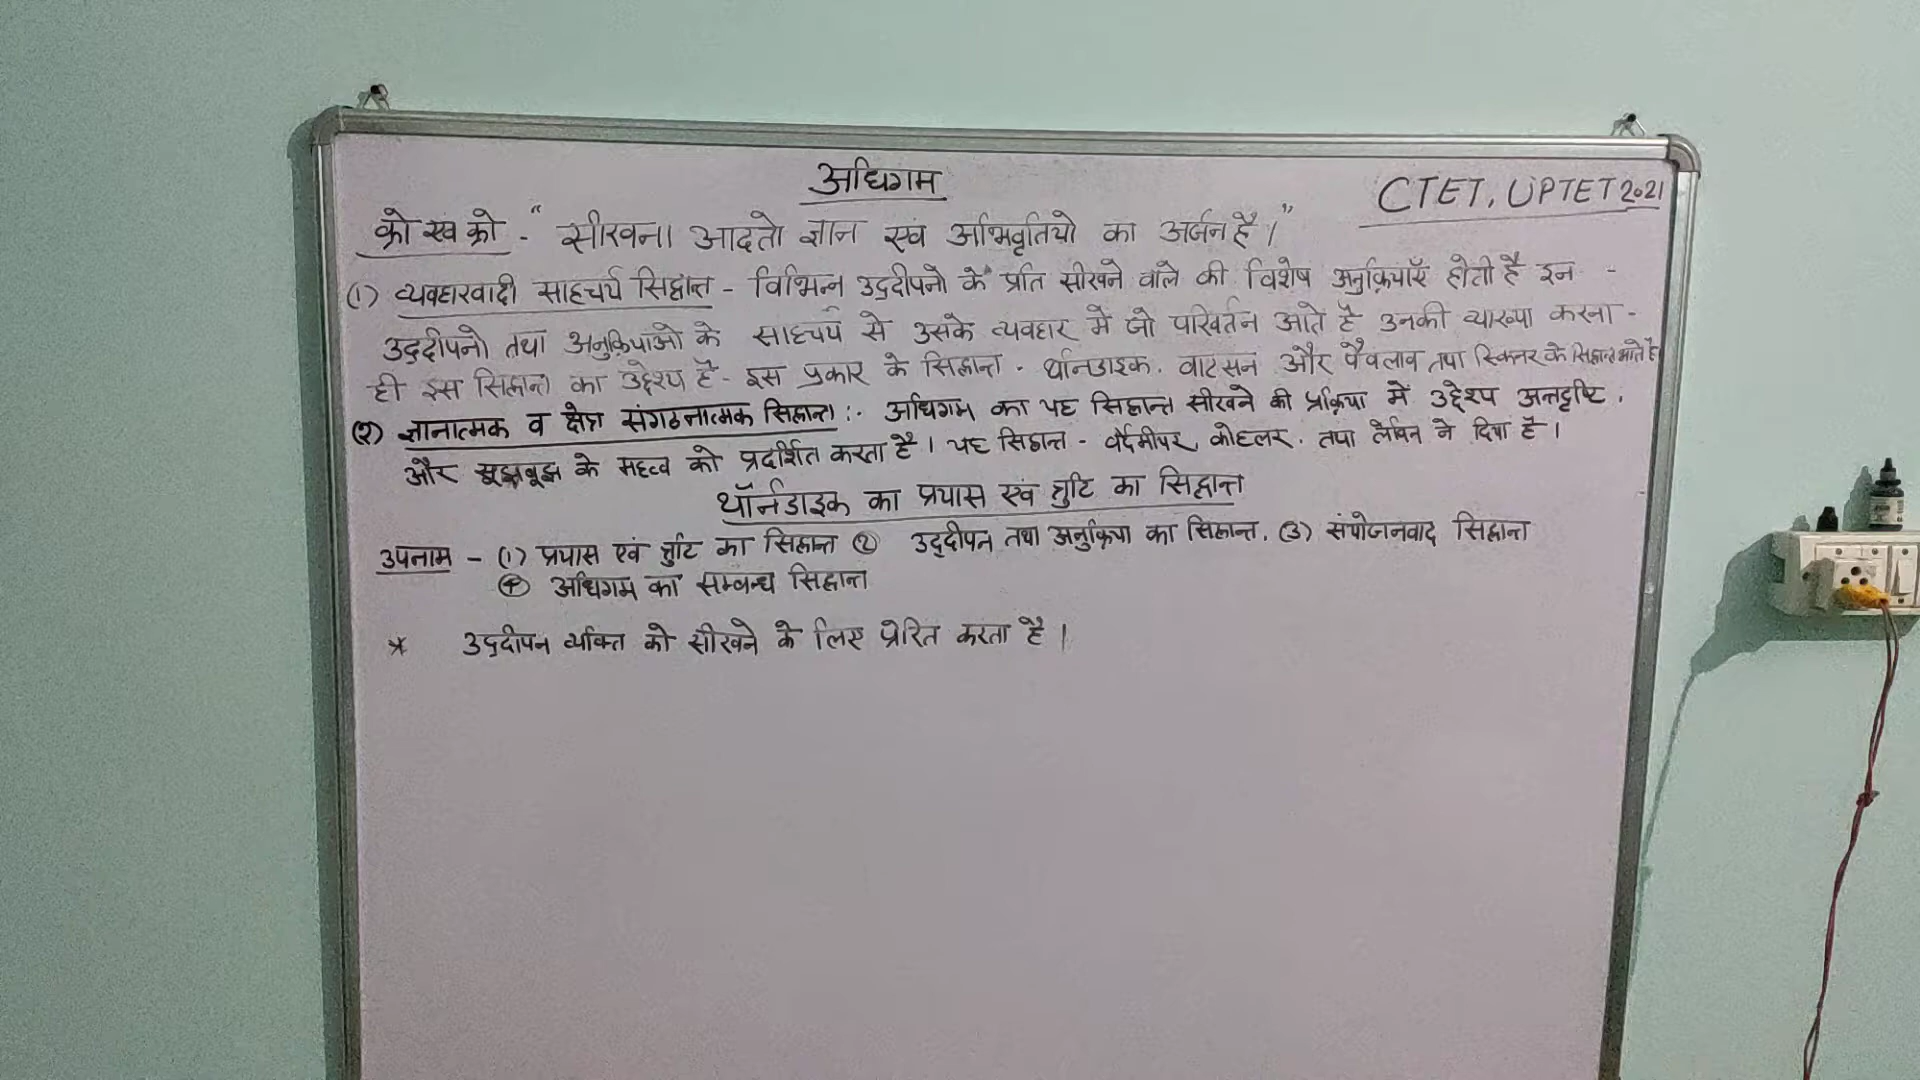 अधिगम
CTET, UPTET 2021
क्रो एवं क्रो - "सीखना आदतो ज्ञान एवं अभिवृतियो का अर्जन है।"
(1) व्यवहारवादी साहचर्य सिद्धान्त - विभिन्न उद्‌दीपनो के प्रति सीखने वाले की विशेष अनुक्रियाएँ होती है इन -
उद्‌दीपनो तथा अनुक्रियाओ के साहचर्य से उसके व्यवहार में जो परिवर्तन आते है उनकी व्याख्या करना -
ही इस सिद्धान्त का उद्देश्य है - इस प्रकार के सिद्धान्त - थॉर्नडाइक, वाटसन और पैवलाव तथा स्किनर के सिद्धान्त आते है
(२) ज्ञानात्मक व क्षेत्र संगठनात्मक सिद्धान्त :- अधिगम का यह सिद्धान्त सीखने की प्रक्रिया में उद्देश्य अन्तदृष्टि,
और सूझबूझ के महत्व को प्रदर्शित करता है। यह सिद्धान्त - वर्दमीयर, कोहलर, तथा लेविन ने दिया है।
थॉर्नडाइक का प्रयास एवं त्रुटि का सिद्धान्त
उपनाम - (1) प्रयास एवं त्रुटि का सिद्धान्त ② उद्‌दीपन तथा अनुक्रिया का सिद्धान्त, (3) संयोजनवाद सिद्धान्त
④ अधिगम का सम्बन्ध सिद्धान्त
* उद्‌दीपन व्यक्ति को सीखने के लिए प्रेरित करता है।